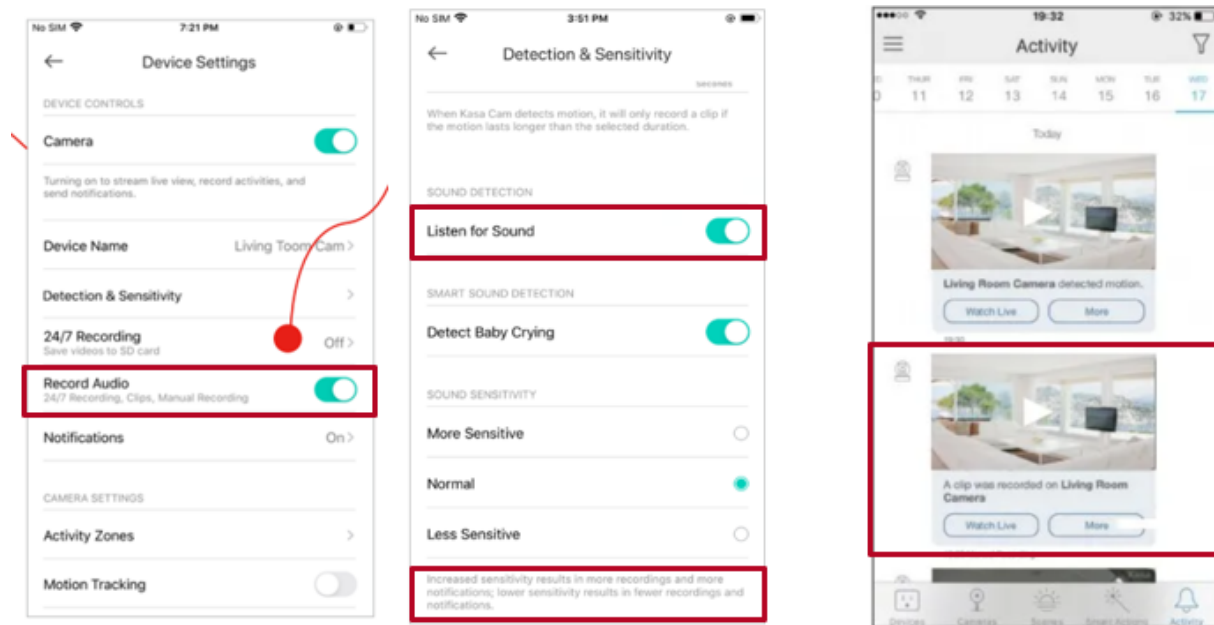 No SIM 7:21 PM
Device Settings
DEVICE CONTROLS
Camera
Turning on to stream live view, record activities, and
send notifications.
Device Name Living Toom Cam
Detection & Sensitivity
24/7 Recording Off
Save videos to SD card
Record Audio
24/7 Recording, Clips, Manual Recording
Notifications On
CAMERA SETTINGS
Activity Zones
Motion Tracking
No SIM 3:51 PM
Detection & Sensitivity
seconds
When Kasa Cam detects motion, it will only record a clip if
the motion lasts longer than the selected duration.
SOUND DETECTION
Listen for Sound
SMART SOUND DETECTION
Detect Baby Crying
SOUND SENSITIVITY
More Sensitive
Normal
Less Sensitive
Increased sensitivity results in more recordings and more
notifications; lower sensitivity results in fewer recordings and
notifications.
19:32 32%
Activity
THUR FRI SAT SUN MON TUE WED
11 12 13 14 15 16 17
Today
Living Room Camera detected motion.
Watch Live More
19:30
A clip was recorded on Living Room
Camera
Watch Live More
Devices Cameras Scenes Smart Actions Activity